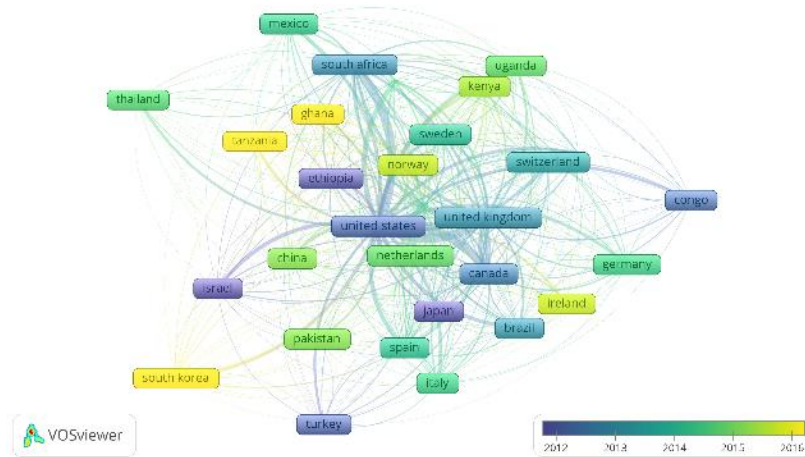 mexico
south africa
uganda
kenya
thailand
ghana
sweden
tanzania
norway
switzerland
ethiopia
congo
united kingdom
united states
china
netherlands
germany
canada
israel
ireland
japan
brazil
pakistan
spain
south korea
italy
turkey
VOSviewer
2012 2013 2014 2015 2016